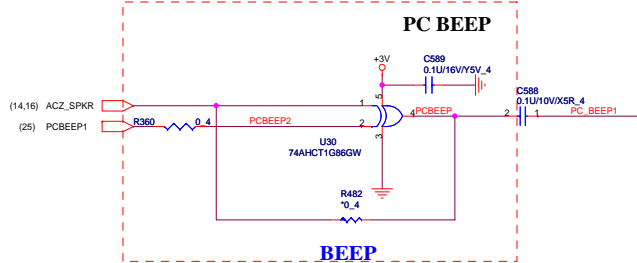 PC BEEP
+3V
C589
0.1U/16V/Y5V_4
C588
0.1U/10V/X5R_4
(14,16) ACZ_SPKR
1
5
4
PCBEEP
2
1
PC_BEEP1
(25) PCBEEP1
R360
0_4
PCBEEP2
2
3
U30
74AHCT1G86GW
R482
*0_4
BEEP